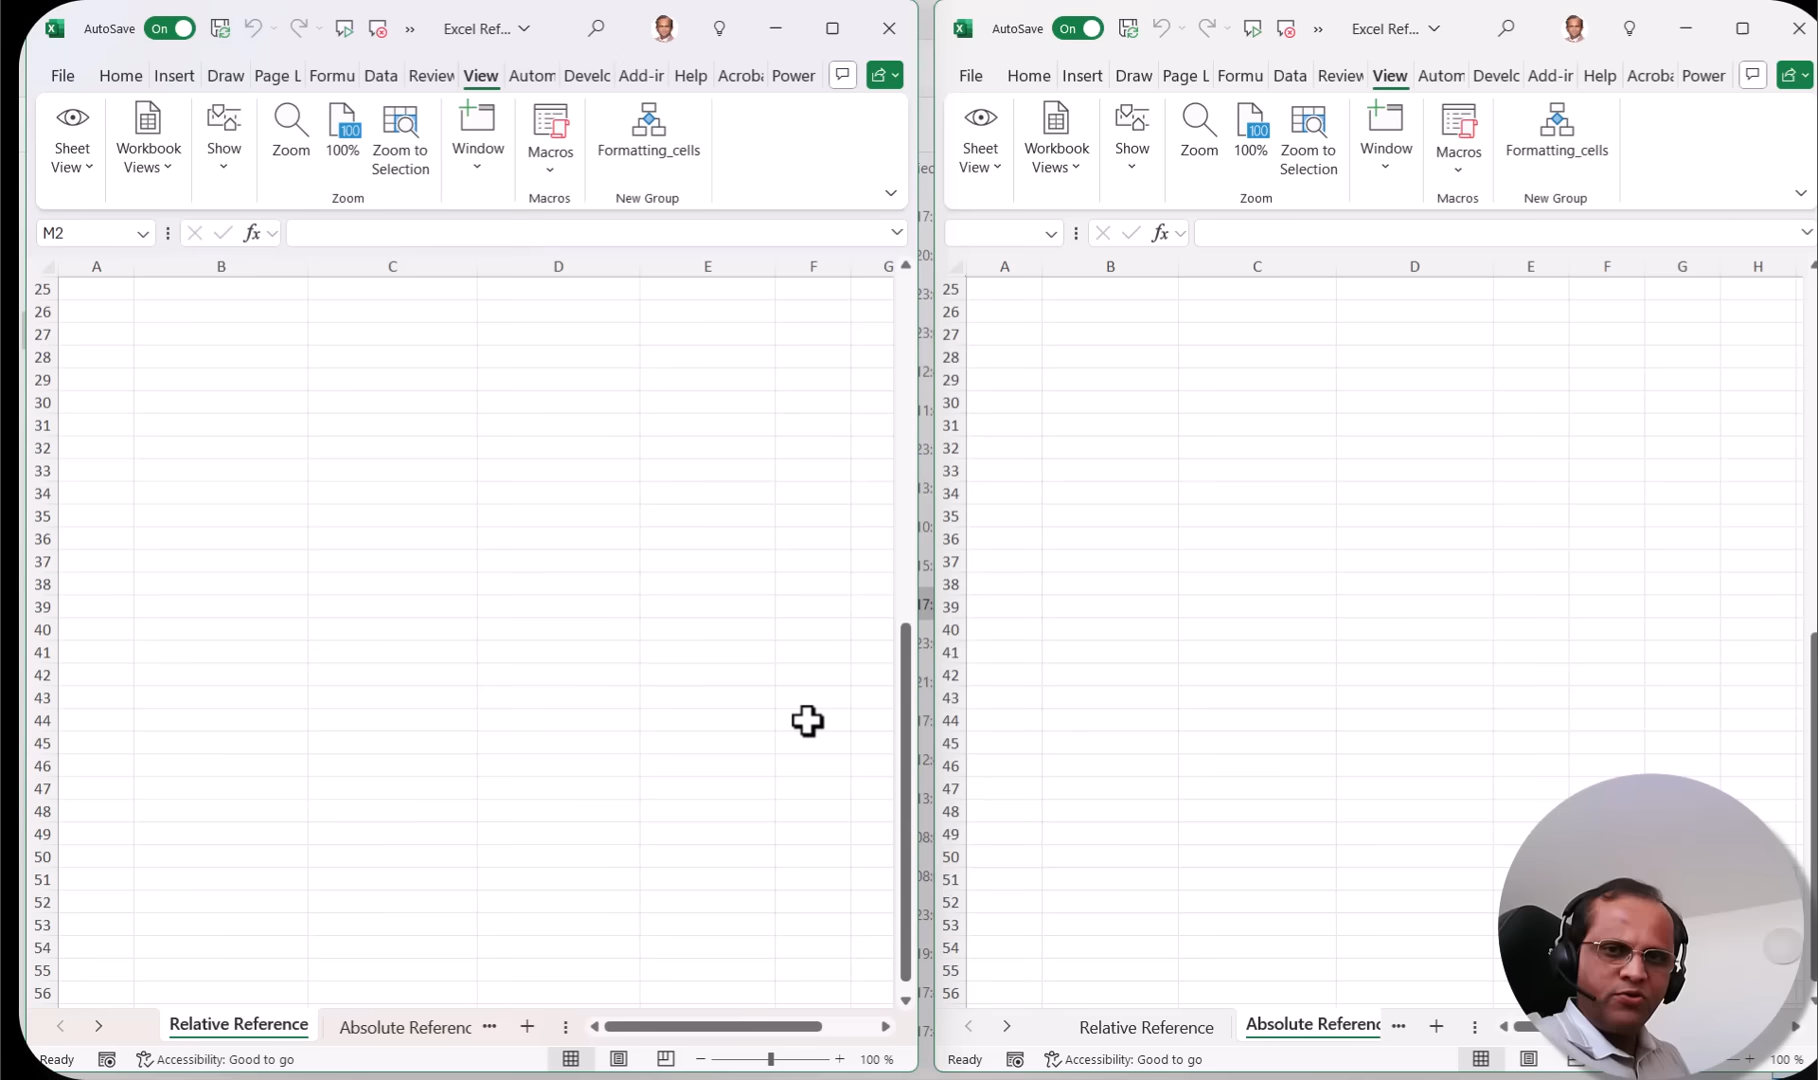 AutoSave On » Excel Ref...
File Home Insert Draw Page L Formu Data Review View Autom Develc Add-ir Help Acroba Power
Sheet View
Workbook Views
Show
Zoom
100
100%
Zoom to Selection
Window
Macros
Formatting_cells
Zoom Macros New Group
M2 fx
A B C D E F G
25
26
27
28
29
30
31
32
33
34
35
36
37
38
39
40
41
42
43
44
45
46
47
48
49
50
51
52
53
54
55
56
Relative Reference Absolute Referenc ...
Ready Accessibility: Good to go 100 %
AutoSave On » Excel Ref...
File Home Insert Draw Page L Formu Data Review View Autom Develc Add-ir Help Acroba Power
Sheet View
Workbook Views
Show
Zoom
100
100%
Zoom to Selection
Window
Macros
Formatting_cells
Zoom Macros New Group
fx
A B C D E F G H
25
26
27
28
29
30
31
32
33
34
35
36
37
38
39
40
41
42
43
44
45
46
47
48
49
50
51
52
53
54
55
56
Relative Reference Absolute Referenc ...
Ready Accessibility: Good to go 100 %